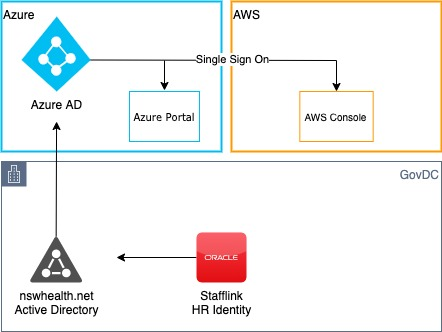 Azure
AWS
Single Sign On
Azure AD
Azure Portal
AWS Console
GovDC
ORACLE
nswhealth.net
Active Directory
Stafflink
HR Identity